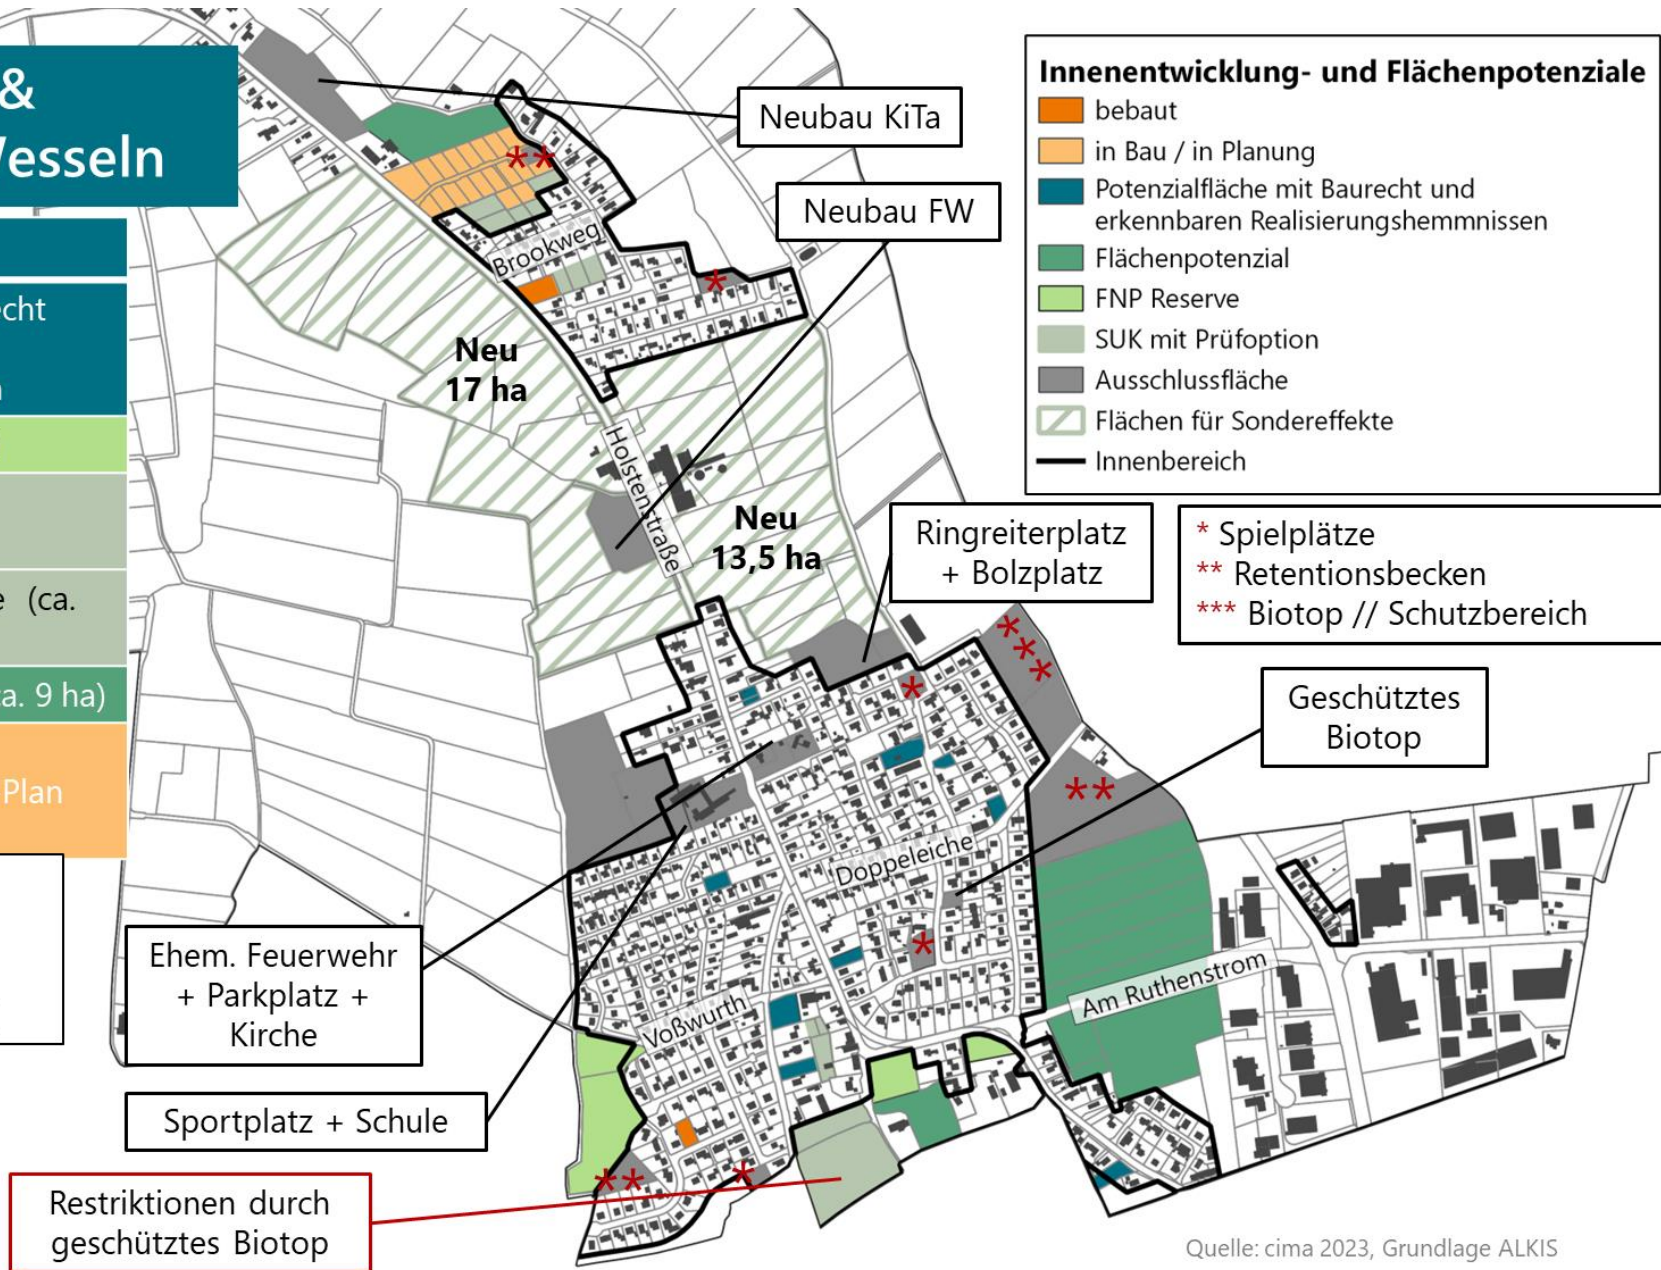 &
Wesseln
echt
(ca.
ca. 9 ha)
Plan
Neubau KiTa
Neubau FW
Brookweg
Neu
17 ha
Holstenstraße
Neu
13,5 ha
Ringreiterplatz
+ Bolzplatz
Innenentwicklung- und Flächenpotenziale
bebaut
in Bau / in Planung
Potenzialfläche mit Baurecht und
erkennbaren Realisierungshemmnissen
Flächenpotenzial
FNP Reserve
SUK mit Prüfoption
Ausschlussfläche
Flächen für Sondereffekte
Innenbereich
* Spielplätze
** Retentionsbecken
*** Biotop // Schutzbereich
Geschütztes
Biotop
Doppeleiche
Am Ruthenstrom
Voßwurth
Ehem. Feuerwehr
+ Parkplatz +
Kirche
Sportplatz + Schule
Restriktionen durch
geschütztes Biotop
Quelle: cima 2023, Grundlage ALKIS